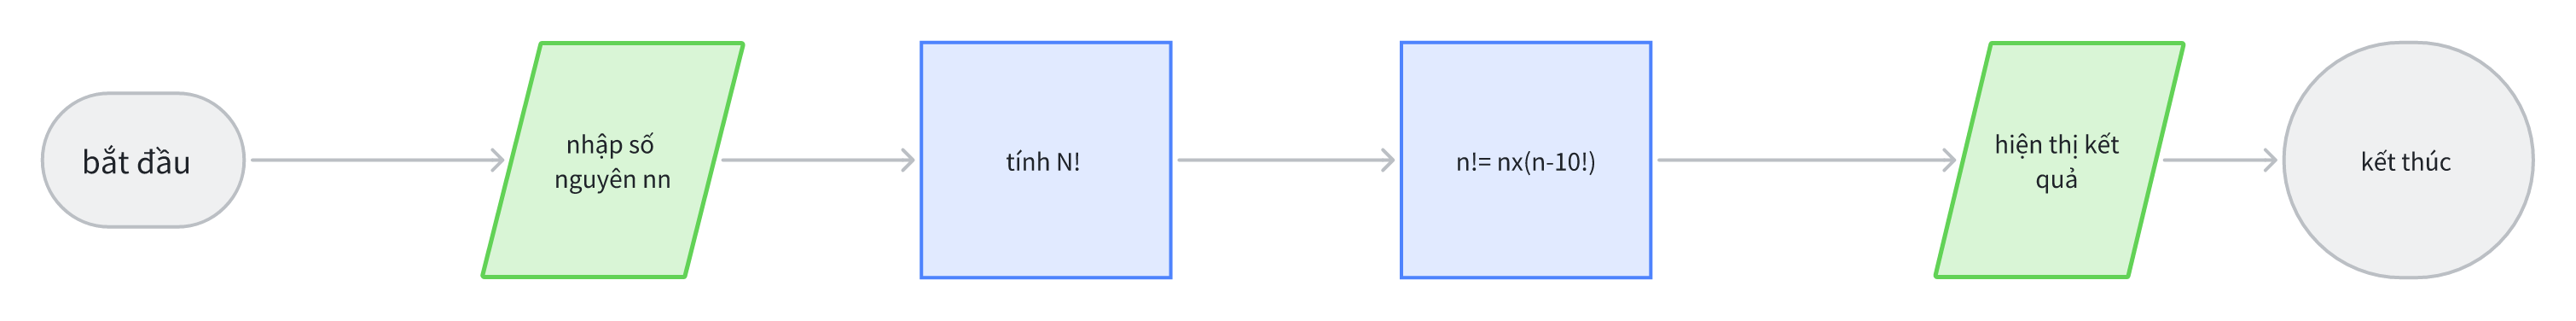 bắt đầu
nhập số
nguyên nn
tính N!
n!= nx(n-10!)
hiện thị kết
quả
kết thúc